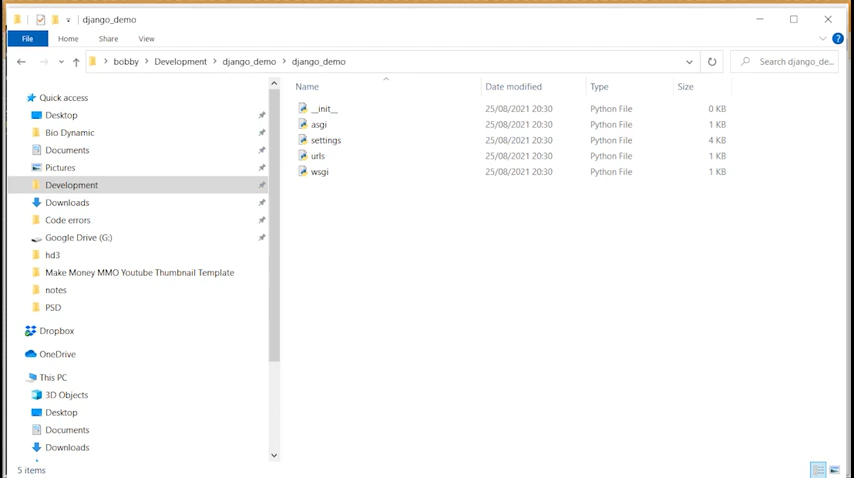 django_demo
File Home Share View
bobby Development django_demo django_demo Search django_de...
Name Date modified Type Size
Quick access
Desktop
Bio Dynamic
Documents
Pictures
Development
Downloads
Code errors
Google Drive (G:)
hd3
Make Money MMO Youtube Thumbnail Template
notes
PSD
Dropbox
OneDrive
This PC
3D Objects
Desktop
Documents
Downloads
__init__ 25/08/2021 20:30 Python File 0 KB
asgi 25/08/2021 20:30 Python File 1 KB
settings 25/08/2021 20:30 Python File 4 KB
urls 25/08/2021 20:30 Python File 1 KB
wsgi 25/08/2021 20:30 Python File 1 KB
5 items